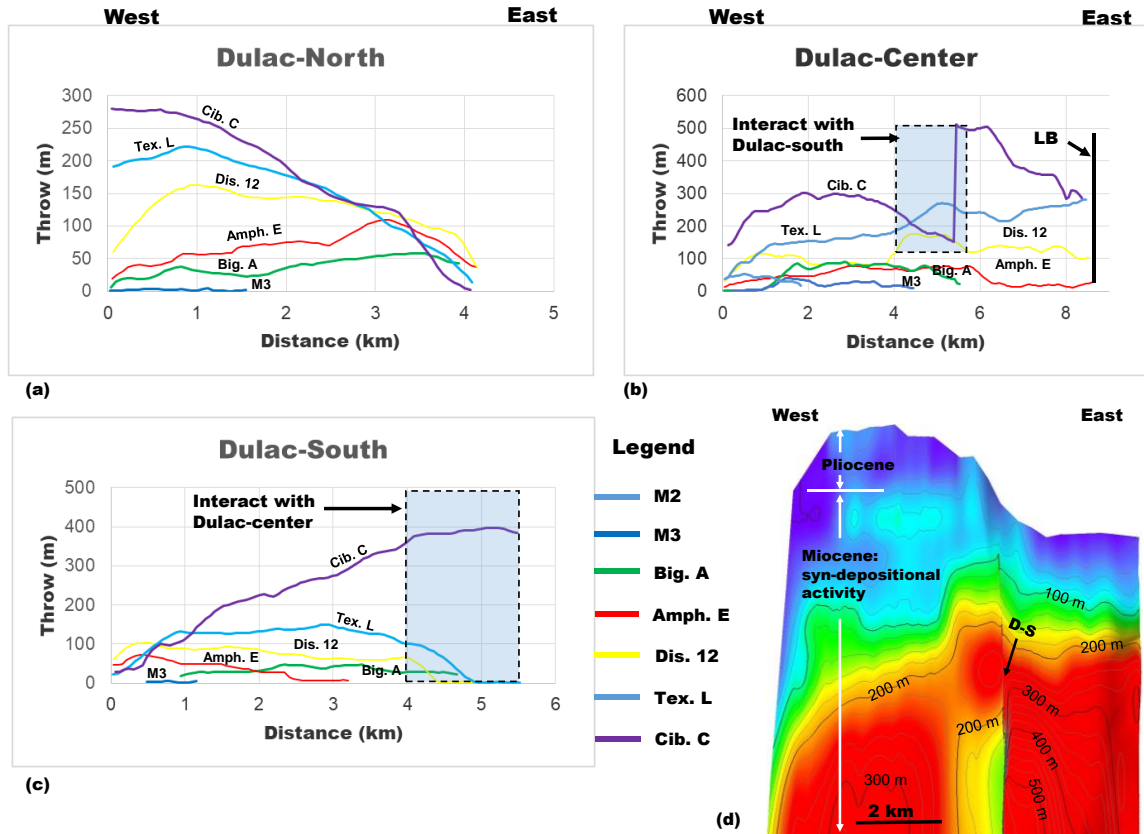 West
East
Dulac-North
300
250
200
150
100
50
0
Throw (m)
Cib. C
Tex. L
Dis. 12
Amph. E
Big. A
M3
0
1
2
3
4
5
Distance (km)
(a)
West
East
Dulac-Center
600
500
400
300
200
100
0
Throw (m)
Interact with
Dulac-south
LB
Cib. C
Tex. L
Dis. 12
Amph. E
Big. A
M3
0
2
4
6
8
Distance (km)
(b)
Dulac-South
500
400
300
200
100
0
Throw (m)
Interact with
Dulac-center
Cib. C
Tex. L
Dis. 12
Amph. E
Big. A
M3
0
1
2
3
4
5
6
Distance (km)
(c)
Legend
M2
M3
Big. A
Amph. E
Dis. 12
Tex. L
Cib. C
West
East
Pliocene
Miocene:
syn-depositional
activity
100 m
D-S
200 m
200 m
300 m
200 m
400 m
300 m
500 m
2 km
(d)